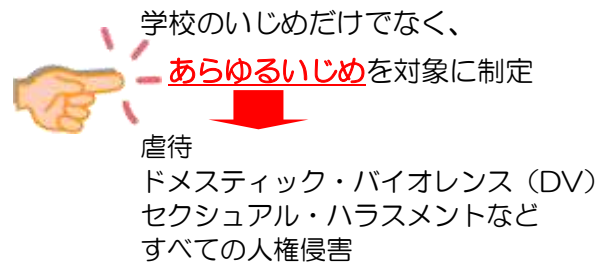 学校のいじめだけでなく、
あらゆるいじめを対象に制定
虐待
ドメスティック・バイオレンス（DV）
セクシュアル・ハラスメントなど
すべての人権侵害